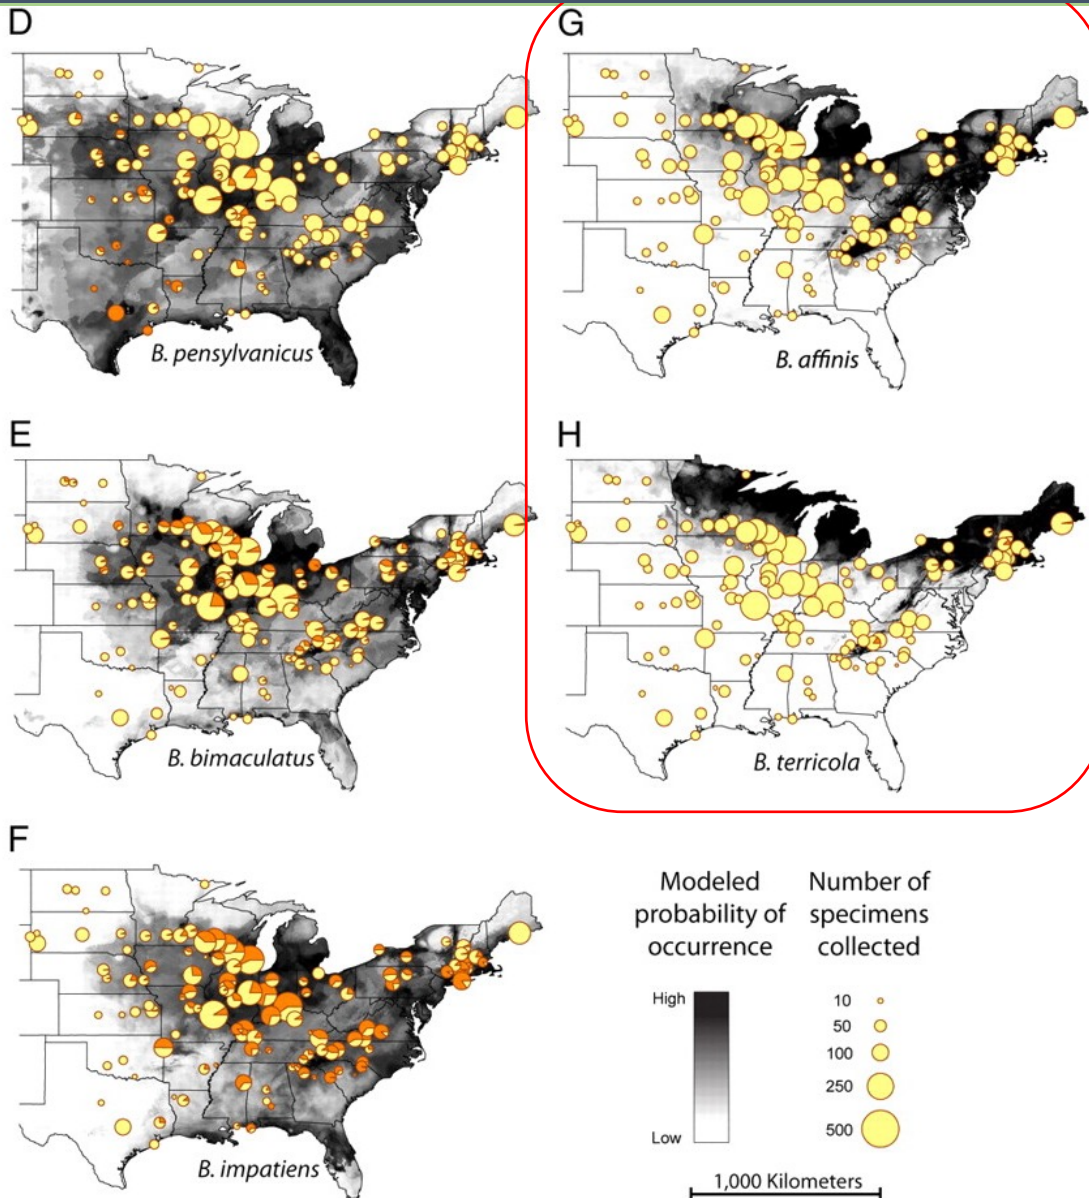 D
B. pensylvanicus
E
B. bimaculatus
F
B. impatiens
G
B. affinis
H
B. terricola
Modeled
probability of
occurrence
High
Low
Number of
specimens
collected
10
50
100
250
500
1,000 Kilometers